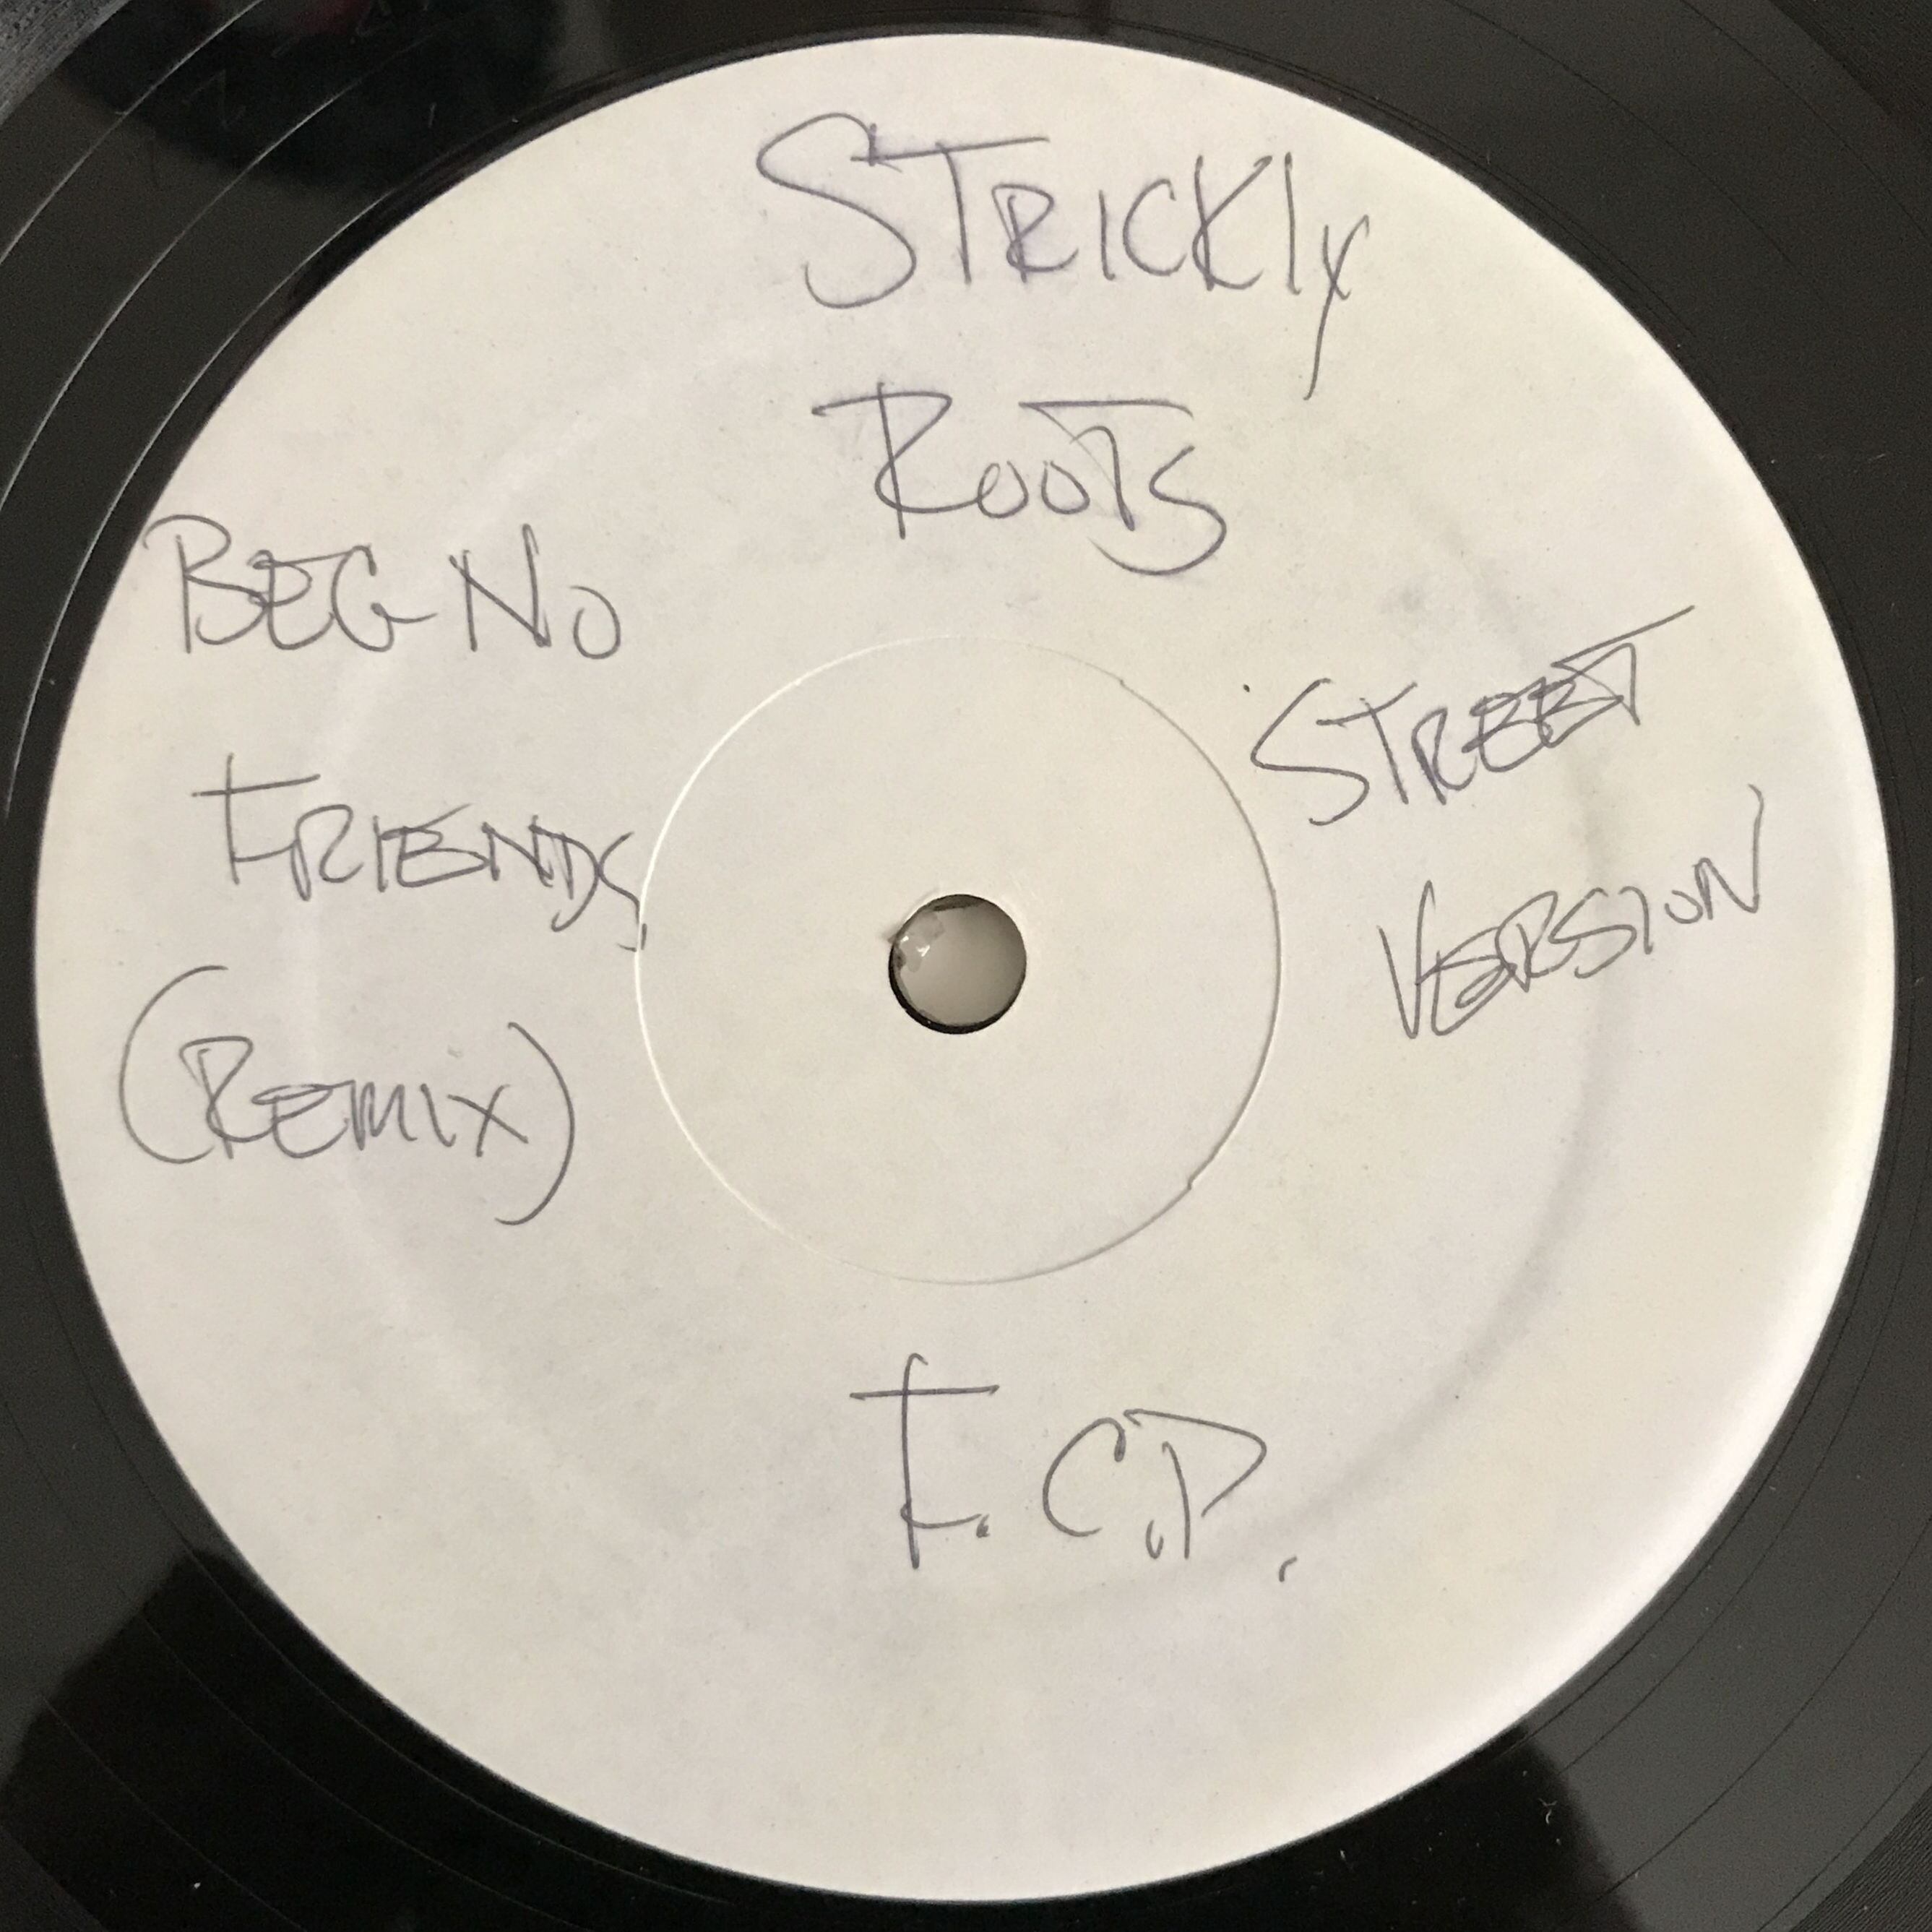 STRICKly
ROOTS
BEG NO
FRIENDS
(REMIX)
STREET
VERSION
F.C.P.